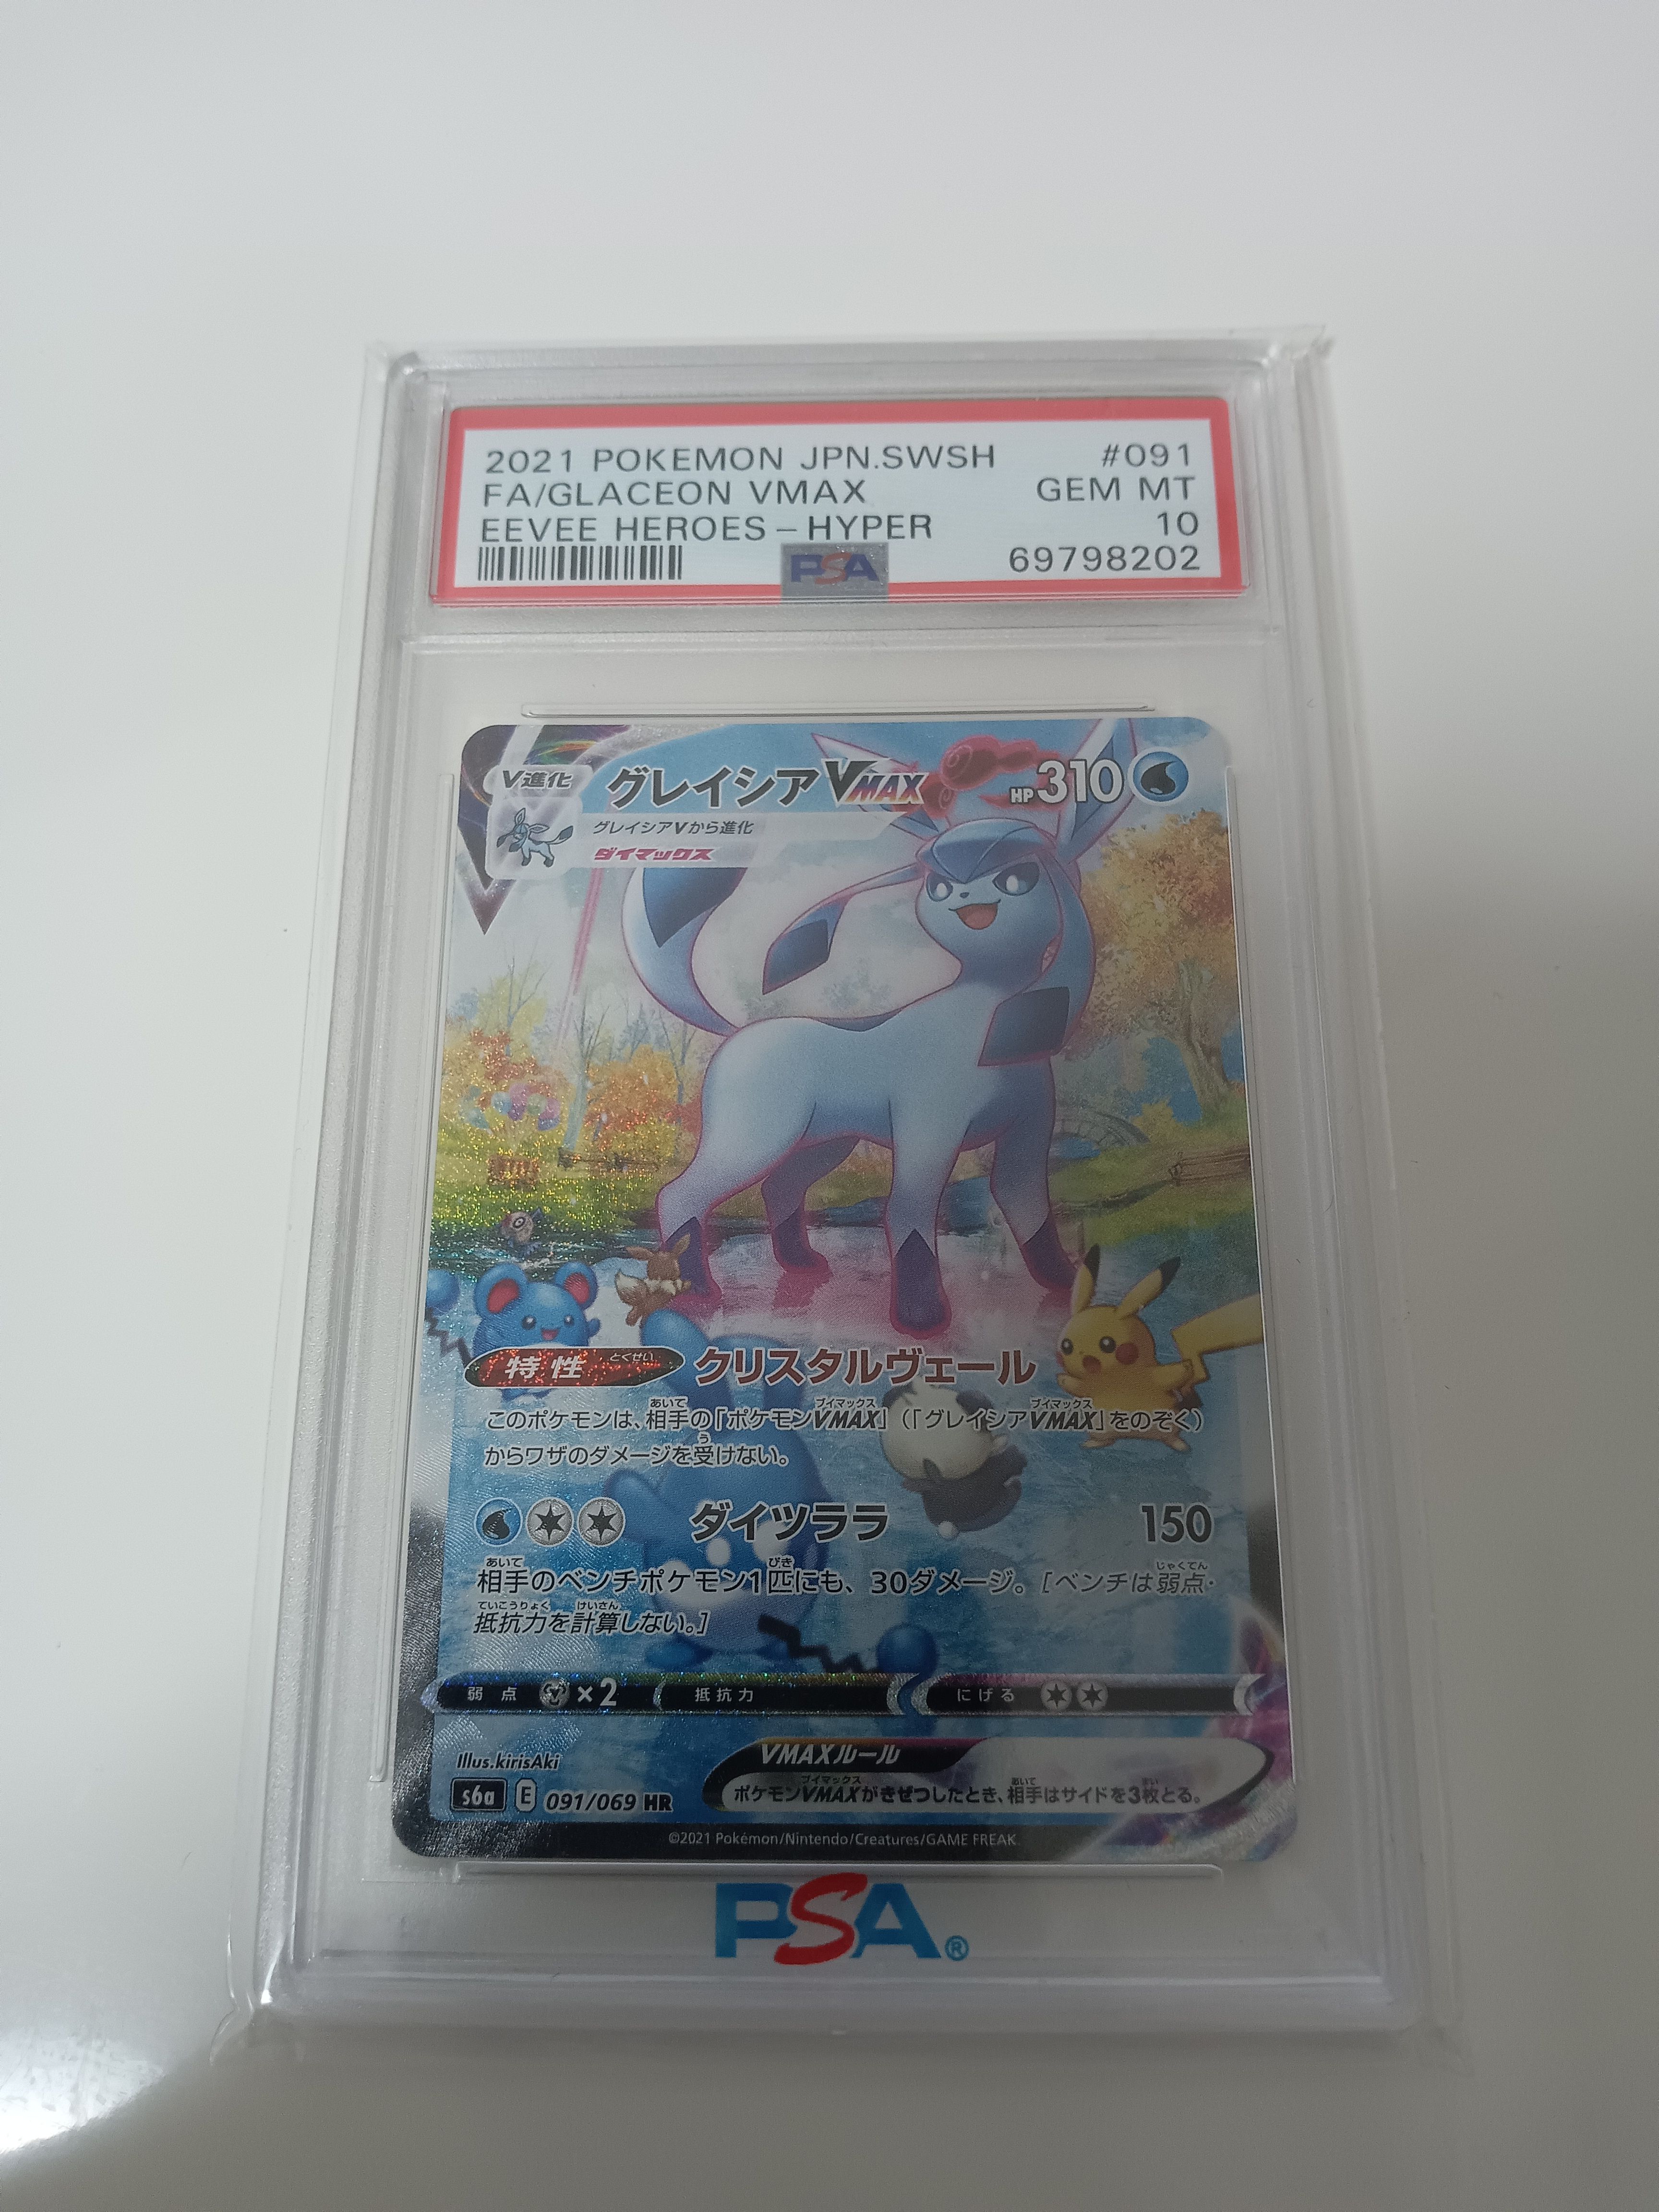 2021 POKEMON JPN.SWSH #091
FA/GLACEON VMAX GEM MT
EEVEE HEROES-HYPER 10
PSA 69798202
V進化 グレイシアVMAX HP310
グレイシアVから進化
ダイマックス
特性 とくせい クリスタルヴェール
このポケモンは、相手の「ポケモンVMAX」(「グレイシアVMAX」をのぞく)
からワザのダメージを受けない。
ダイツララ 150
相手のベンチポケモン1匹にも、30ダメージ。[ベンチは弱点・
抵抗力を計算しない。]
弱点 ×2 抵抗力 にげる
Illus.kirisAki
VMAXルール
s6a E 091/069 HR
ポケモンVMAXがきぜつしたとき、相手はサイドを3枚とる。
©2021 Pokémon/Nintendo/Creatures/GAME FREAK.
PSA®